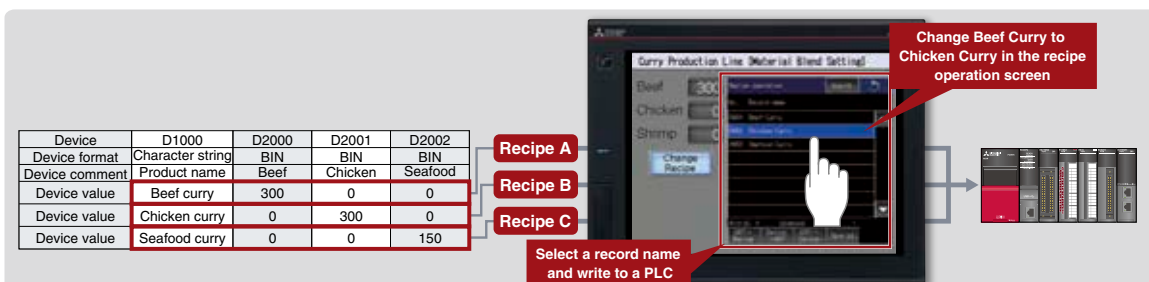 Change Beef Curry to
Chicken Curry in the recipe
operation screen
Curry Production Line [Material Blend Setting]
Beef 300
Chicken 0
Shrimp 0
Change
Recipe
Device D1000 D2000 D2001 D2002
Device format Character string BIN BIN BIN
Device comment Product name Beef Chicken Seafood
Device value Beef curry 300 0 0
Device value Chicken curry 0 300 0
Device value Seafood curry 0 0 150
Recipe A
Recipe B
Recipe C
Select a record name
and write to a PLC